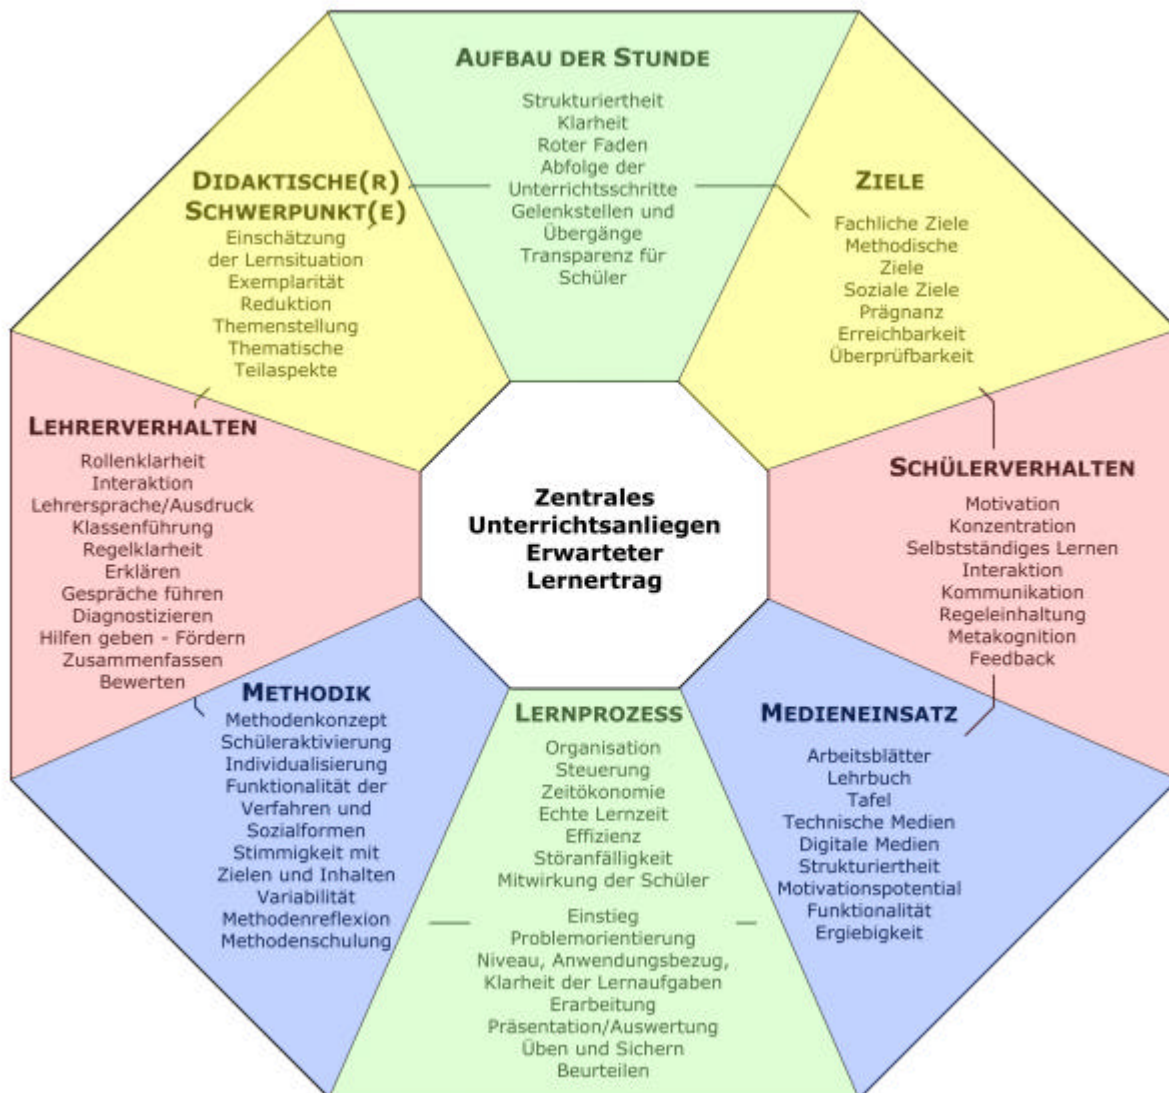 AUFBAU DER STUNDE
Strukturiertheit
Klarheit
Roter Faden
Abfolge der
Unterrichtsschritte
Gelenkstellen und
Übergänge
Transparenz für
Schüler
DIDAKTISCHE(R)
SCHWERPUNKT(E)
Einschätzung
der Lernsituation
Exemplarität
Reduktion
Themenstellung
Thematische
Teilaspekte
ZIELE
Fachliche Ziele
Methodische
Ziele
Soziale Ziele
Prägnanz
Erreichbarkeit
Überprüfbarkeit
LEHRERVERHALTEN
Rollenklarheit
Interaktion
Lehrersprache/Ausdruck
Klassenführung
Regelklarheit
Erklären
Gespräche führen
Diagnostizieren
Hilfen geben - Fördern
Zusammenfassen
Bewerten
Zentrales
Unterrichtsanliegen
Erwarteter
Lernertrag
SCHÜLERVERHALTEN
Motivation
Konzentration
Selbstständiges Lernen
Interaktion
Kommunikation
Regeleinhaltung
Metakognition
Feedback
METHODIK
Methodenkonzept
Schüleraktivierung
Individualisierung
Funktionalität der
Verfahren und
Sozialformen
Stimmigkeit mit
Zielen und Inhalten
Variabilität
Methodenreflexion
Methodenschulung
LERNPROZESS
Organisation
Steuerung
Zeitökonomie
Echte Lernzeit
Effizienz
Störanfälligkeit
Mitwirkung der Schüler
Einstieg
Problemorientierung
Niveau, Anwendungsbezug,
Klarheit der Lernaufgaben
Erarbeitung
Präsentation/Auswertung
Üben und Sichern
Beurteilen
MEDIENEINSATZ
Arbeitsblätter
Lehrbuch
Tafel
Technische Medien
Digitale Medien
Strukturiertheit
Motivationspotential
Funktionalität
Ergiebigkeit